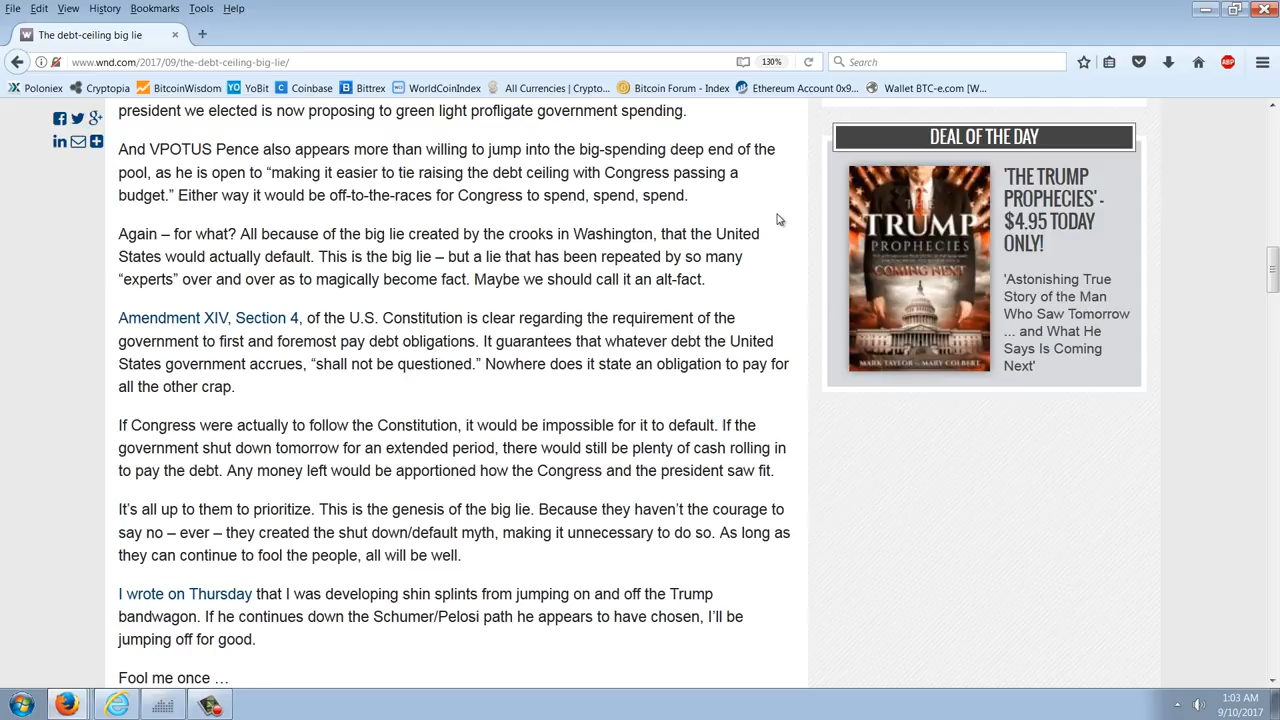 File Edit View History Bookmarks Tools Help
The debt-ceiling big lie
www.wnd.com/2017/09/the-debt-ceiling-big-lie/ 130% Search
Poloniex Cryptopia BitcoinWisdom YoBit Coinbase Bittrex WorldCoinIndex All Currencies | Crypto... Bitcoin Forum - Index Ethereum Account 0x9... Wallet BTC-e.com [W...
president we elected is now proposing to green light profligate government spending.
And VPOTUS Pence also appears more than willing to jump into the big-spending deep end of the
pool, as he is open to “making it easier to tie raising the debt ceiling with Congress passing a
budget.” Either way it would be off-to-the-races for Congress to spend, spend, spend.
Again – for what? All because of the big lie created by the crooks in Washington, that the United
States would actually default. This is the big lie – but a lie that has been repeated by so many
“experts” over and over as to magically become fact. Maybe we should call it an alt-fact.
Amendment XIV, Section 4, of the U.S. Constitution is clear regarding the requirement of the
government to first and foremost pay debt obligations. It guarantees that whatever debt the United
States government accrues, “shall not be questioned.” Nowhere does it state an obligation to pay for
all the other crap.
If Congress were actually to follow the Constitution, it would be impossible for it to default. If the
government shut down tomorrow for an extended period, there would still be plenty of cash rolling in
to pay the debt. Any money left would be apportioned how the Congress and the president saw fit.
It’s all up to them to prioritize. This is the genesis of the big lie. Because they haven’t the courage to
say no – ever – they created the shut down/default myth, making it unnecessary to do so. As long as
they can continue to fool the people, all will be well.
I wrote on Thursday that I was developing shin splints from jumping on and off the Trump
bandwagon. If he continues down the Schumer/Pelosi path he appears to have chosen, I’ll be
jumping off for good.
Fool me once …
DEAL OF THE DAY
THE
TRUMP
PROPHECIES
COMING NEXT
MARK TAYLOR MARY COLBERT
'THE TRUMP
PROPHECIES' -
$4.95 TODAY
ONLY!
'Astonishing True
Story of the Man
Who Saw Tomorrow
... and What He
Says Is Coming
Next'
ABP
1:03 AM
9/10/2017